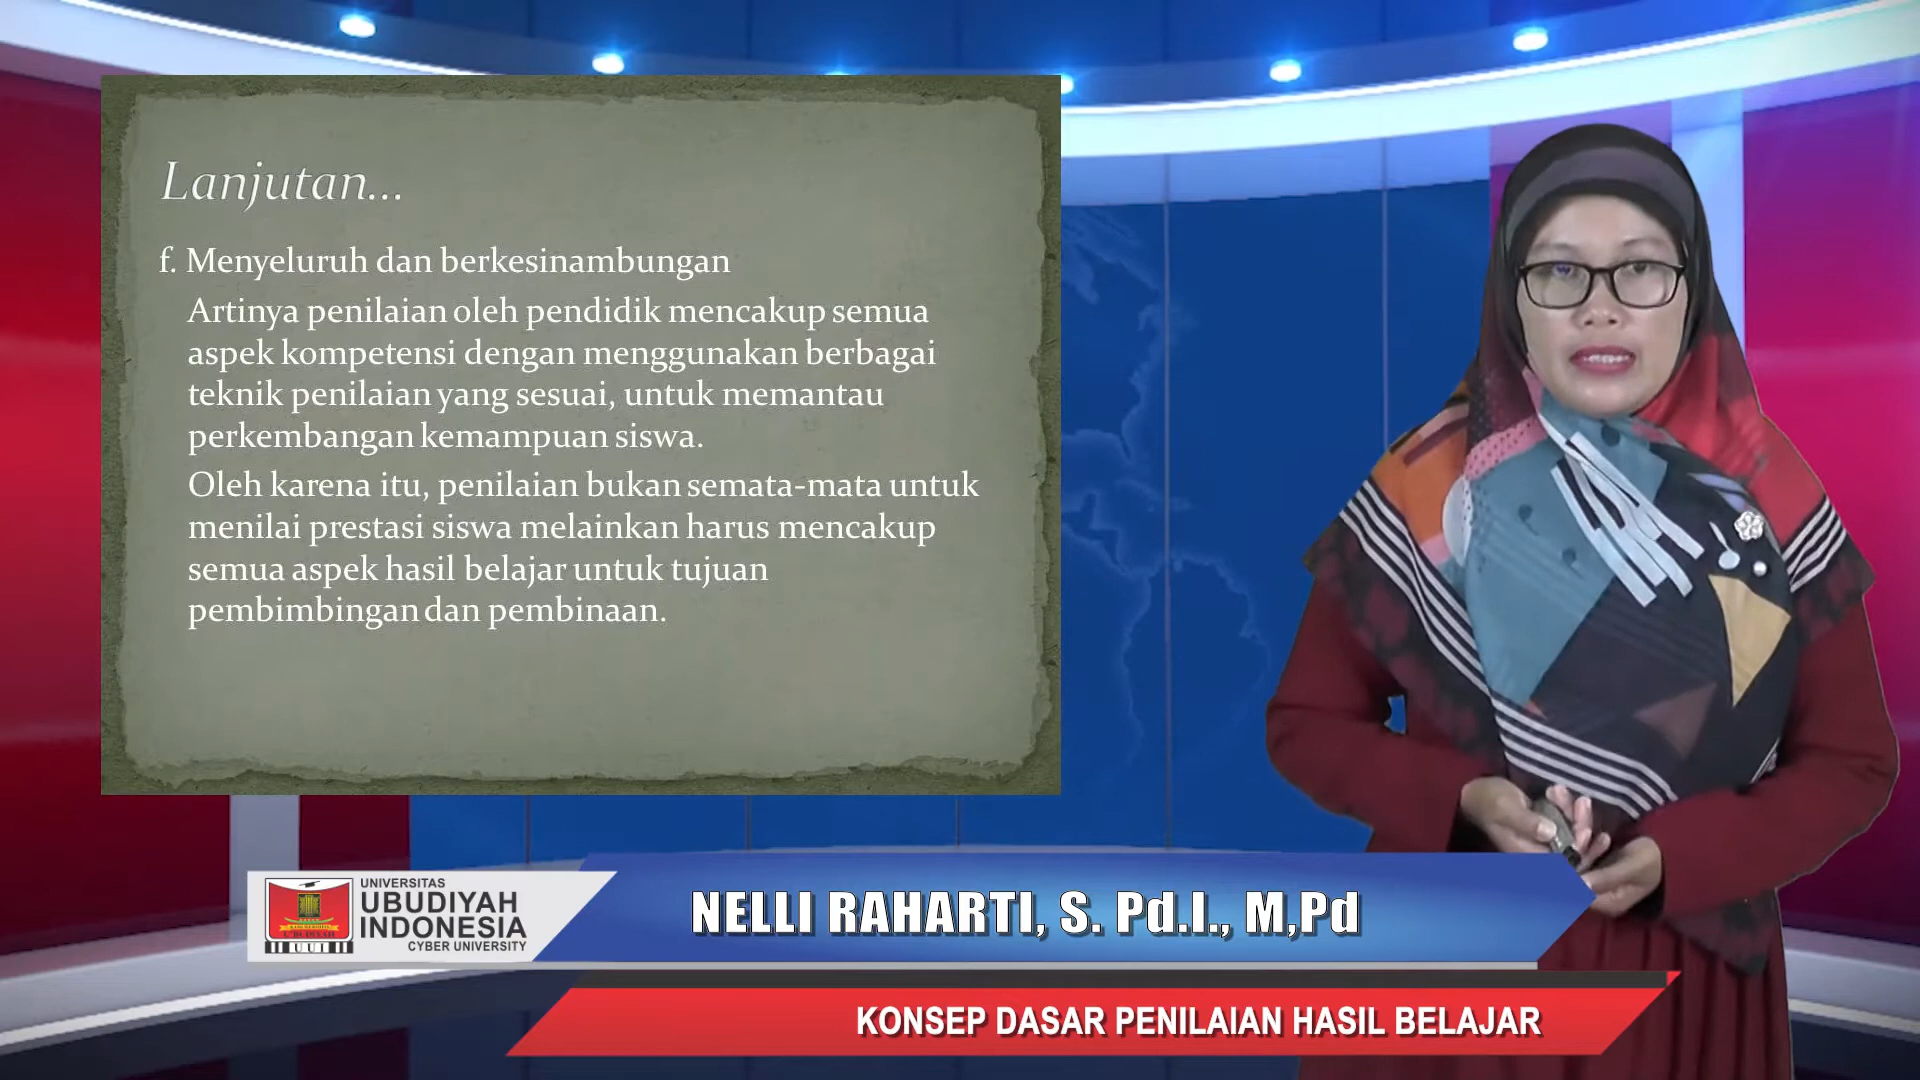 Lanjutan...
f. Menyeluruh dan berkesinambungan
Artinya penilaian oleh pendidik mencakup semua
aspek kompetensi dengan menggunakan berbagai
teknik penilaian yang sesuai, untuk memantau
perkembangan kemampuan siswa.
Oleh karena itu, penilaian bukan semata-mata untuk
menilai prestasi siswa melainkan harus mencakup
semua aspek hasil belajar untuk tujuan
pembimbingan dan pembinaan.
UNIVERSITAS
UBUDIYAH
INDONESIA
CYBER UNIVERSITY
NELLI RAHARTI, S. Pd.I., M,Pd
KONSEP DASAR PENILAIAN HASIL BELAJAR